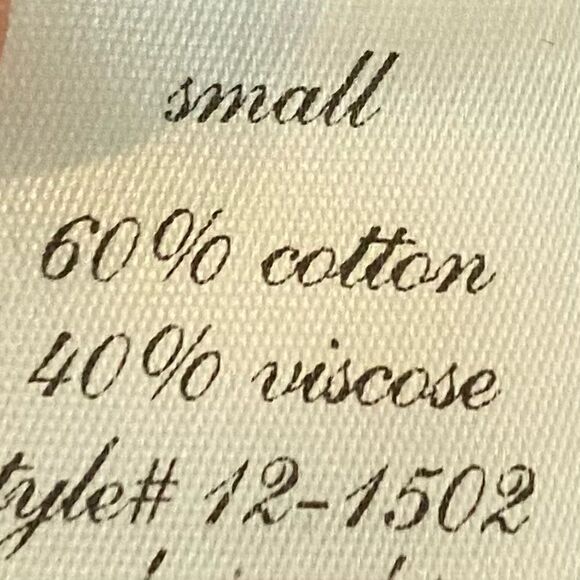 small
60% cotton
40% viscose
tyle# 12-1502